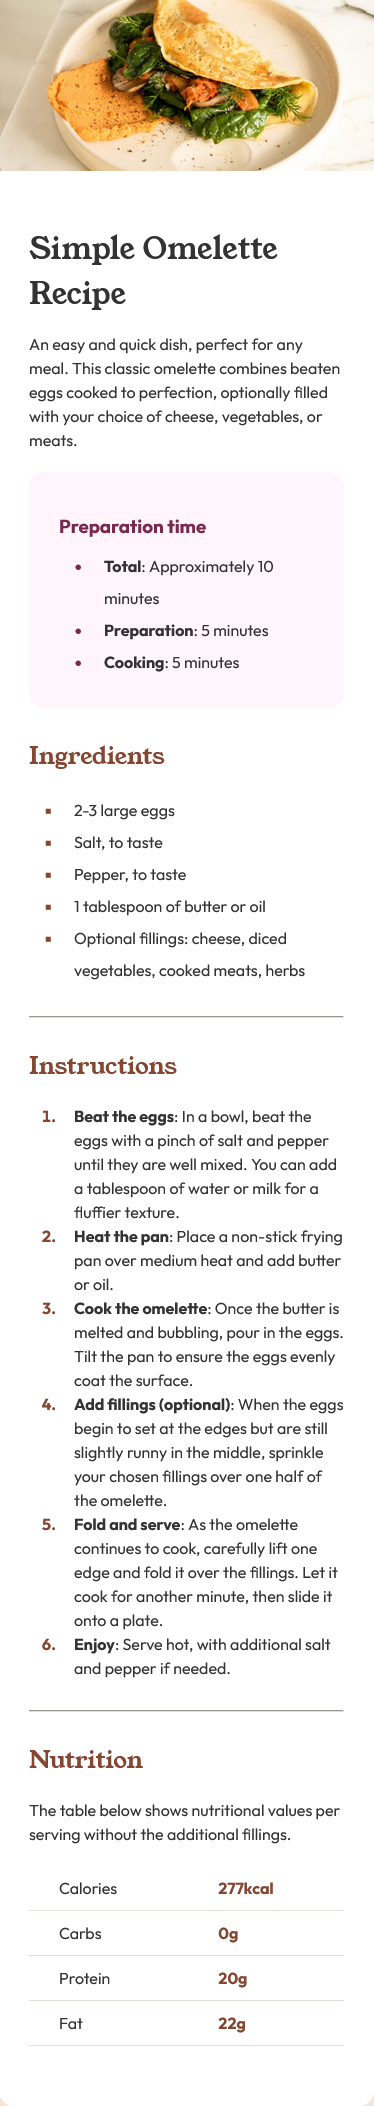 Simple Omelette
Recipe
An easy and quick dish, perfect for any
meal. This classic omelette combines beaten
eggs cooked to perfection, optionally filled
with your choice of cheese, vegetables, or
meats.
Preparation time
• Total: Approximately 10
minutes
• Preparation: 5 minutes
• Cooking: 5 minutes
Ingredients
▪ 2-3 large eggs
▪ Salt, to taste
▪ Pepper, to taste
▪ 1 tablespoon of butter or oil
▪ Optional fillings: cheese, diced
vegetables, cooked meats, herbs
Instructions
1. Beat the eggs: In a bowl, beat the
eggs with a pinch of salt and pepper
until they are well mixed. You can add
a tablespoon of water or milk for a
fluffier texture.
2. Heat the pan: Place a non-stick frying
pan over medium heat and add butter
or oil.
3. Cook the omelette: Once the butter is
melted and bubbling, pour in the eggs.
Tilt the pan to ensure the eggs evenly
coat the surface.
4. Add fillings (optional): When the eggs
begin to set at the edges but are still
slightly runny in the middle, sprinkle
your chosen fillings over one half of
the omelette.
5. Fold and serve: As the omelette
continues to cook, carefully lift one
edge and fold it over the fillings. Let it
cook for another minute, then slide it
onto a plate.
6. Enjoy: Serve hot, with additional salt
and pepper if needed.
Nutrition
The table below shows nutritional values per
serving without the additional fillings.
Calories 277kcal
Carbs 0g
Protein 20g
Fat 22g